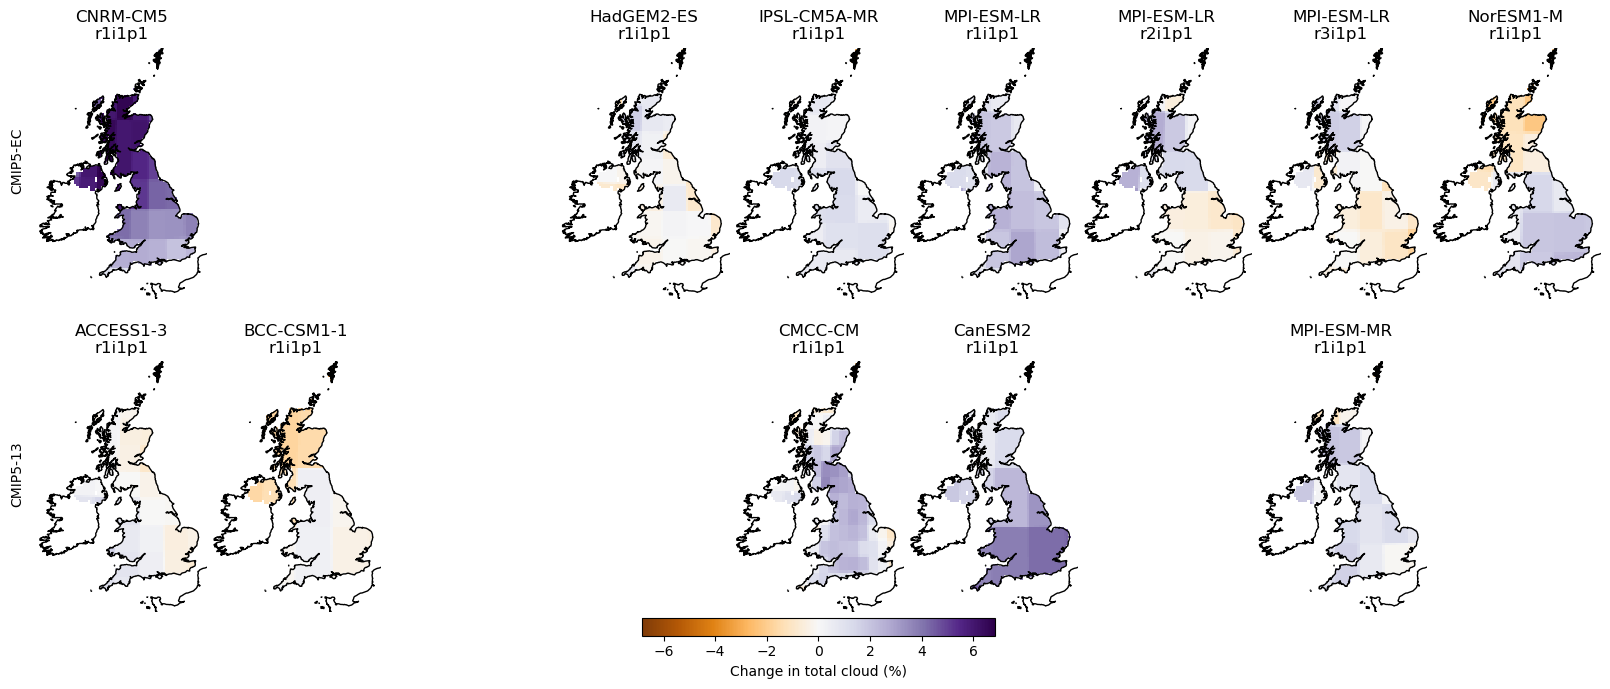 CNRM-CM5
r1i1p1
HadGEM2-ES
r1i1p1
IPSL-CM5A-MR
r1i1p1
MPI-ESM-LR
r1i1p1
MPI-ESM-LR
r2i1p1
MPI-ESM-LR
r3i1p1
NorESM1-M
r1i1p1
CMIP5-EC
ACCESS1-3
r1i1p1
BCC-CSM1-1
r1i1p1
CMCC-CM
r1i1p1
CanESM2
r1i1p1
MPI-ESM-MR
r1i1p1
CMIP5-13
−6 −4 −2 0 2 4 6
Change in total cloud (%)